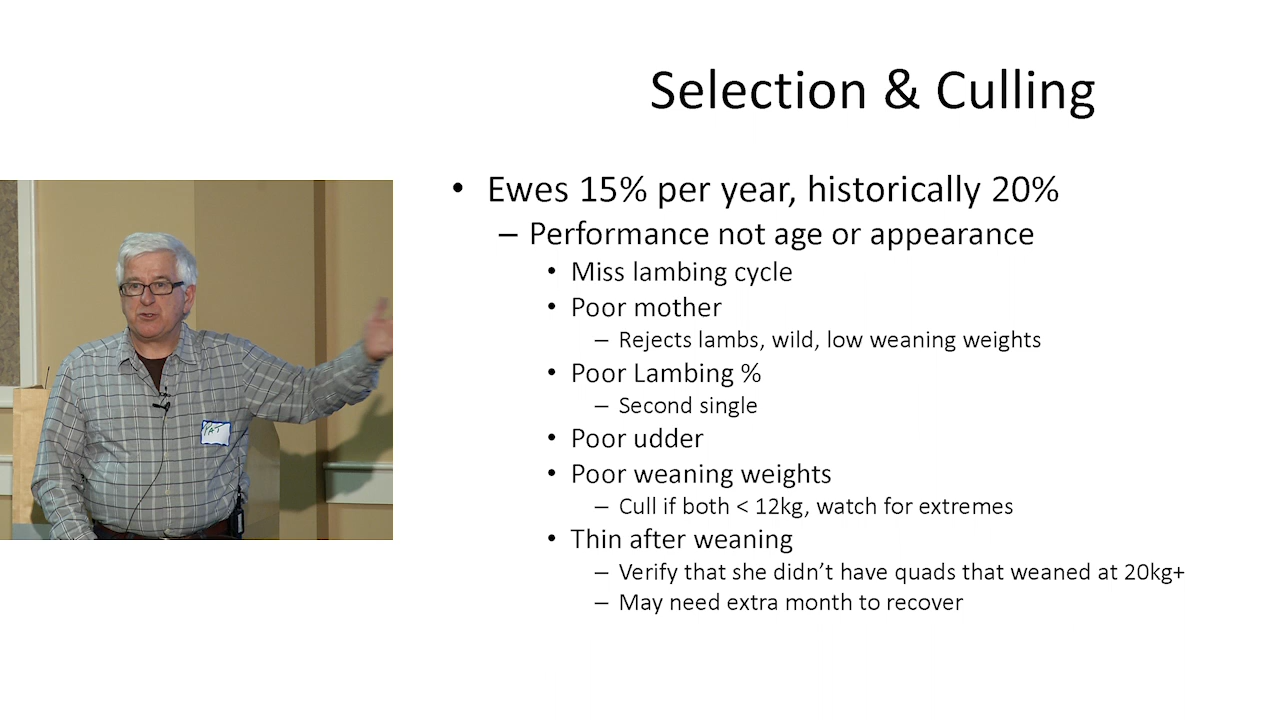 Selection & Culling
• Ewes 15% per year, historically 20%
– Performance not age or appearance
• Miss lambing cycle
• Poor mother
– Rejects lambs, wild, low weaning weights
• Poor Lambing %
– Second single
• Poor udder
• Poor weaning weights
– Cull if both < 12kg, watch for extremes
• Thin after weaning
– Verify that she didn’t have quads that weaned at 20kg+
– May need extra month to recover
PAT